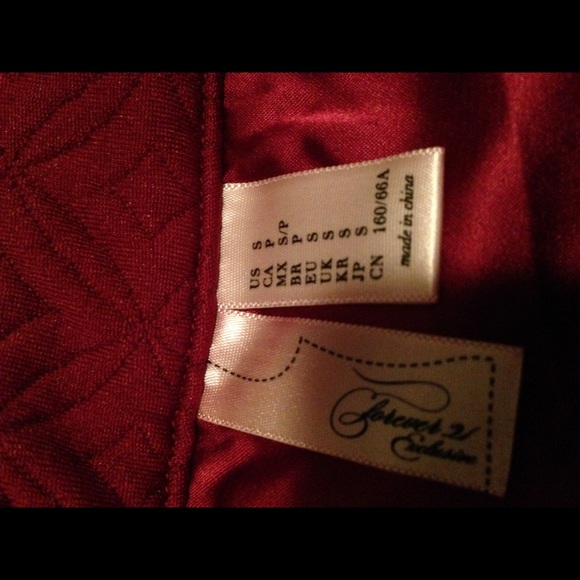 US S
CA P
MX S/P
BR P
EU S
UK S
KR S
JP S
CN 160/66A
made in china
forever 21
Exclusive